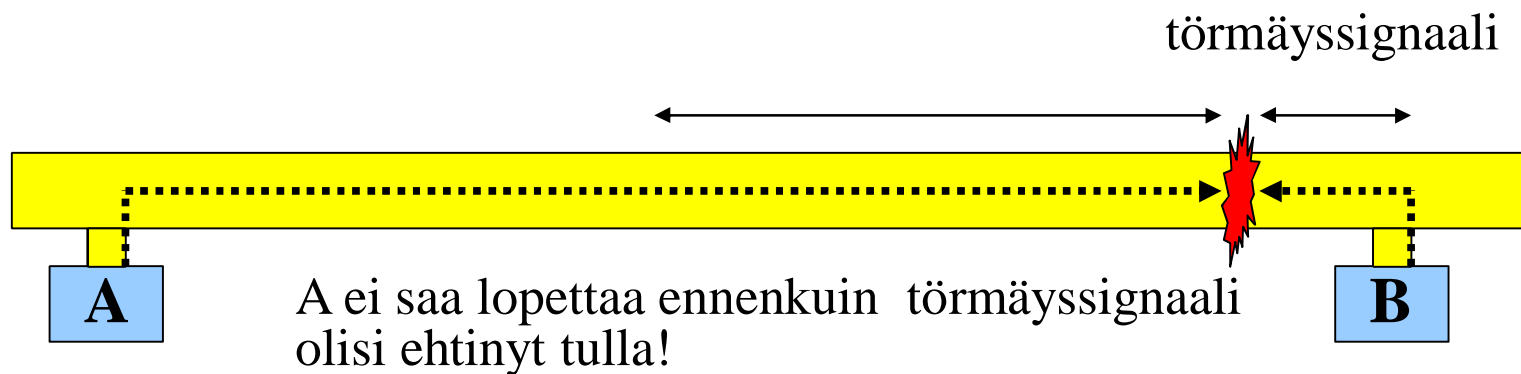 törmäyssignaali
A
A ei saa lopettaa ennenkuin törmäyssignaali
olisi ehtinyt tulla!
B